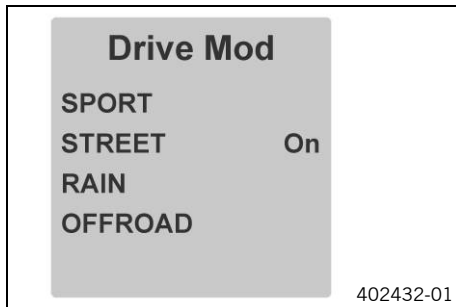 Drive Mod
SPORT
STREET On
RAIN
OFFROAD
402432-01